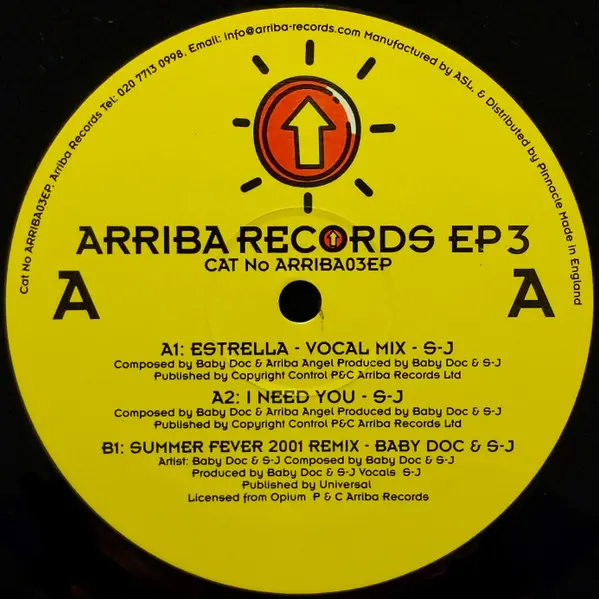 Cat No ARRIBA03EP. Arriba Records Tel: 020 7713 0998. Email: info@arriba-records.com Manufactured by ASL, & Distributed by Pinnacle Made in England
ARRIBA RECORDS EP 3
CAT No ARRIBA03EP
A
A
A1: ESTRELLA - VOCAL MIX - S-J
Composed by Baby Doc & Arriba Angel Produced by Baby Doc & S-J
Published by Copyright Control P&C Arriba Records Ltd
A2: I NEED YOU - S-J
Composed by Baby Doc & Arriba Angel Produced by Baby Doc & S-J
Published by Copyright Control P&C Arriba Records Ltd
B1: SUMMER FEVER 2001 REMIX - BABY DOC & S-J
Artist: Baby Doc & S-J Composed by Baby Doc & S-J
Produced by Baby Doc & S-J Vocals S-J
Published by Universal
Licensed from Opium P & C Arriba Records